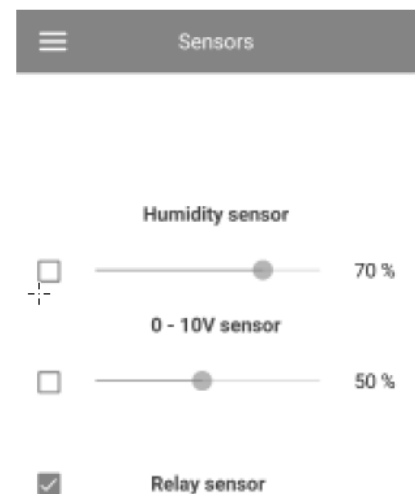 Sensors
Humidity sensor
70 %
0 - 10V sensor
50 %
Relay sensor